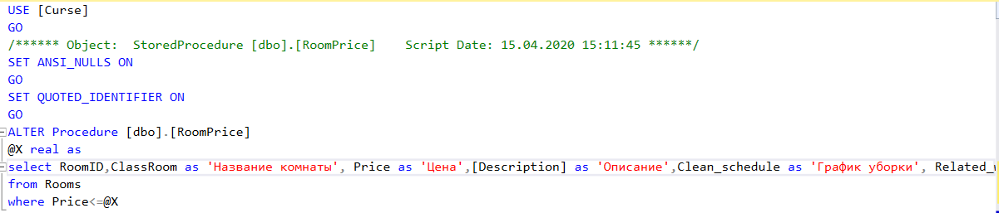 USE [Curse]
GO
/****** Object:  StoredProcedure [dbo].[RoomPrice]    Script Date: 15.04.2020 15:11:45 ******/
SET ANSI_NULLS ON
GO
SET QUOTED_IDENTIFIER ON
GO
ALTER Procedure [dbo].[RoomPrice]
@X real as
select RoomID,ClassRoom as 'Название комнаты', Price as 'Цена',[Description] as 'Описание',Clean_schedule as 'График уборки',
from Rooms
where Price<=@X